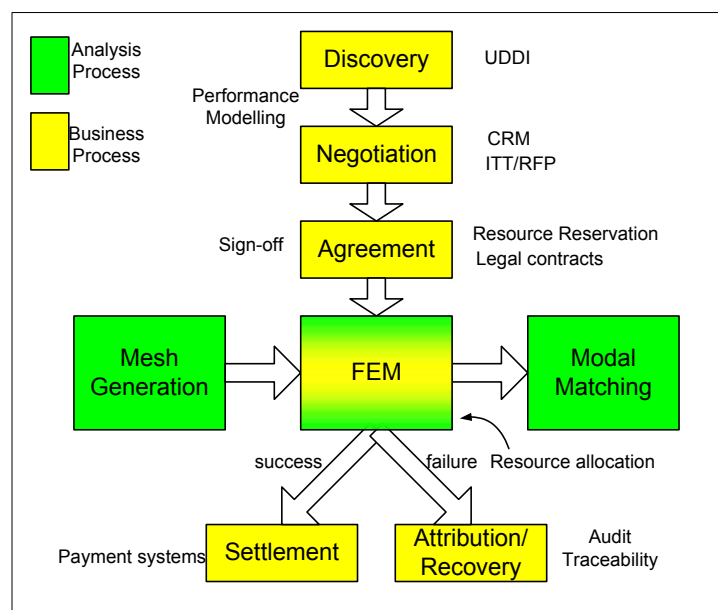 Analysis
Process
Business
Process
Discovery
UDDI
Performance
Modelling
Negotiation
CRM
ITT/RFP
Sign-off
Agreement
Resource Reservation
Legal contracts
Mesh
Generation
FEM
Modal
Matching
success
failure
Resource allocation
Payment systems
Settlement
Attribution/
Recovery
Audit
Traceability